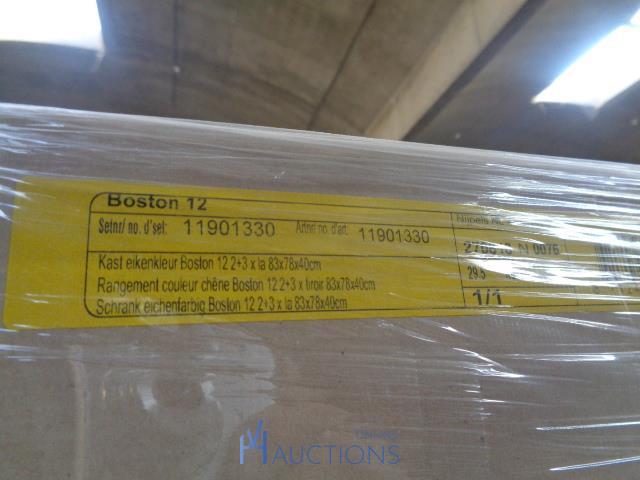 Boston 12
Setnr/ no. d'set: 11901330 Artnr/ no. d'art. 11901330
Kast eikenkleur Boston 12 2+3 x la 83x78x40cm
Rangement couleur chêne Boston 12 2+3 x tiroir 83x78x40cm
Schrank eichenfarbig Boston 12 2+3 x la 83x78x40cm
29.5
1/1
AUCTIONS